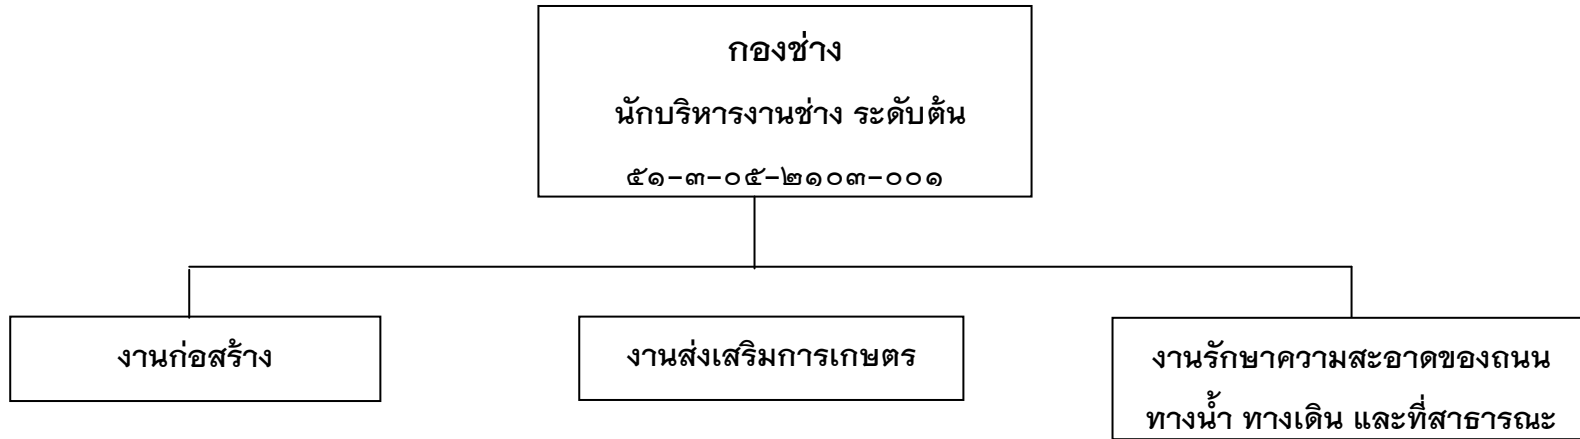 กองช่าง
นักบริหารงานช่าง ระดับต้น
๕๑-๓-๐๕-๒๑๐๓-๐๐๑
งานก่อสร้าง
งานส่งเสริมการเกษตร
งานรักษาความสะอาดของถนน
ทางน้ำ ทางเดิน และที่สาธารณะ